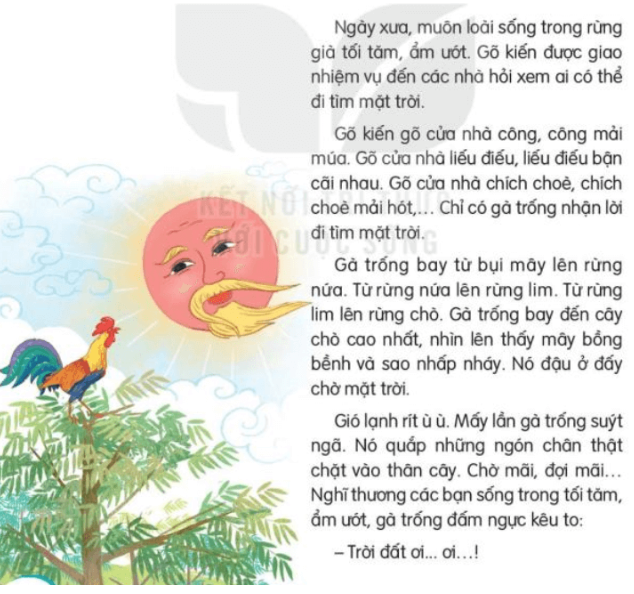 Ngày xưa, muôn loài sống trong rừng
già tối tăm, ẩm ướt. Gõ kiến được giao
nhiệm vụ đến các nhà hỏi xem ai có thể
đi tìm mặt trời.
Gõ kiến gõ cửa nhà công, công mải
múa. Gõ cửa nhà liếu điếu, liếu điếu bận
cãi nhau. Gõ cửa nhà chích choè, chích
choè mải hót,... Chỉ có gà trống nhận lời
đi tìm mặt trời.
Gà trống bay từ bụi mây lên rừng
nứa. Từ rừng nứa lên rừng lim. Từ rừng
lim lên rừng chò. Gà trống bay đến cây
chò cao nhất, nhìn lên thấy mây bồng
bềnh và sao nhấp nháy. Nó đậu ở đấy
chờ mặt trời.
Gió lạnh rít ù ù. Mấy lần gà trống suýt
ngã. Nó quắp những ngón chân thật
chặt vào thân cây. Chờ mãi, đợi mãi...
Nghĩ thương các bạn sống trong tối tăm,
ẩm ướt, gà trống đấm ngực kêu to:
– Trời đất ơi... ơi...!
KẾT NỐI TRI THỨC
VỚI CUỘC SỐNG